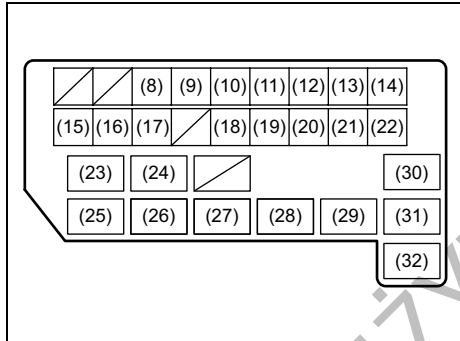 (8) (9) (10) (11) (12) (13) (14)
(15) (16) (17) (18) (19) (20) (21) (22)
(23) (24) (30)
(25) (26) (27) (28) (29) (31)
(32)